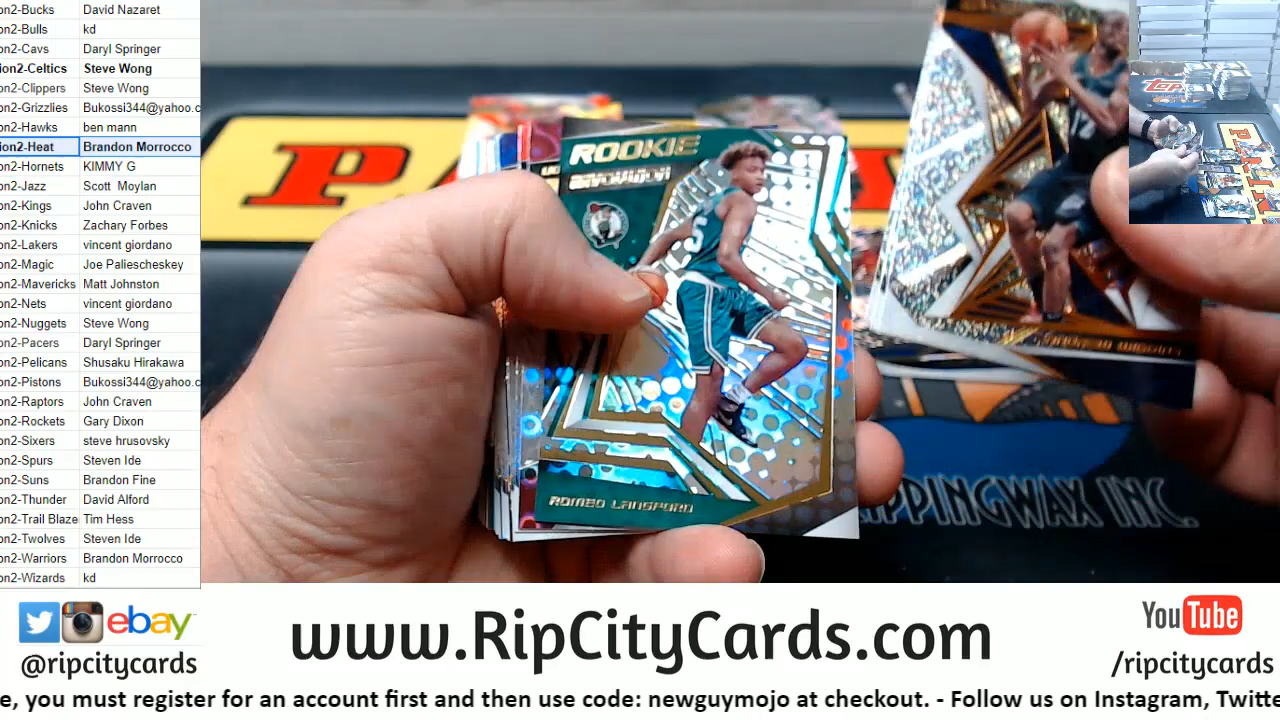 on2-Bucks David Nazaret
on2-Bulls kd
on2-Cavs Daryl Springer
ion2-Celtics Steve Wong
on2-Clippers Steve Wong
on2-Grizzlies Bukossi344@yahoo.c
on2-Hawks ben mann
ion2-Heat Brandon Morrocco
on2-Hornets KIMMY G
on2-Jazz Scott Moylan
on2-Kings John Craven
on2-Knicks Zachary Forbes
on2-Lakers vincent giordano
on2-Magic Joe Paliescheskey
on2-Mavericks Matt Johnston
on2-Nets vincent giordano
on2-Nuggets Steve Wong
on2-Pacers Daryl Springer
on2-Pelicans Shusaku Hirakawa
on2-Pistons Bukossi344@yahoo.c
on2-Raptors John Craven
on2-Rockets Gary Dixon
on2-Sixers steve hrusovsky
on2-Spurs Steven Ide
on2-Suns Brandon Fine
on2-Thunder David Alford
on2-Trail Blaze Tim Hess
on2-Twolves Steven Ide
on2-Warriors Brandon Morrocco
on2-Wizards kd
ROOKIE
REVOLUTION
ROMEO LANGFORD
ANDREW WIGGINS
PPINGWAX INC.
ebay
@ripcitycards
www.RipCityCards.com
YouTube
/ripcitycards
e, you must register for an account first and then use code: newguymojo at checkout. - Follow us on Instagram, Twitte